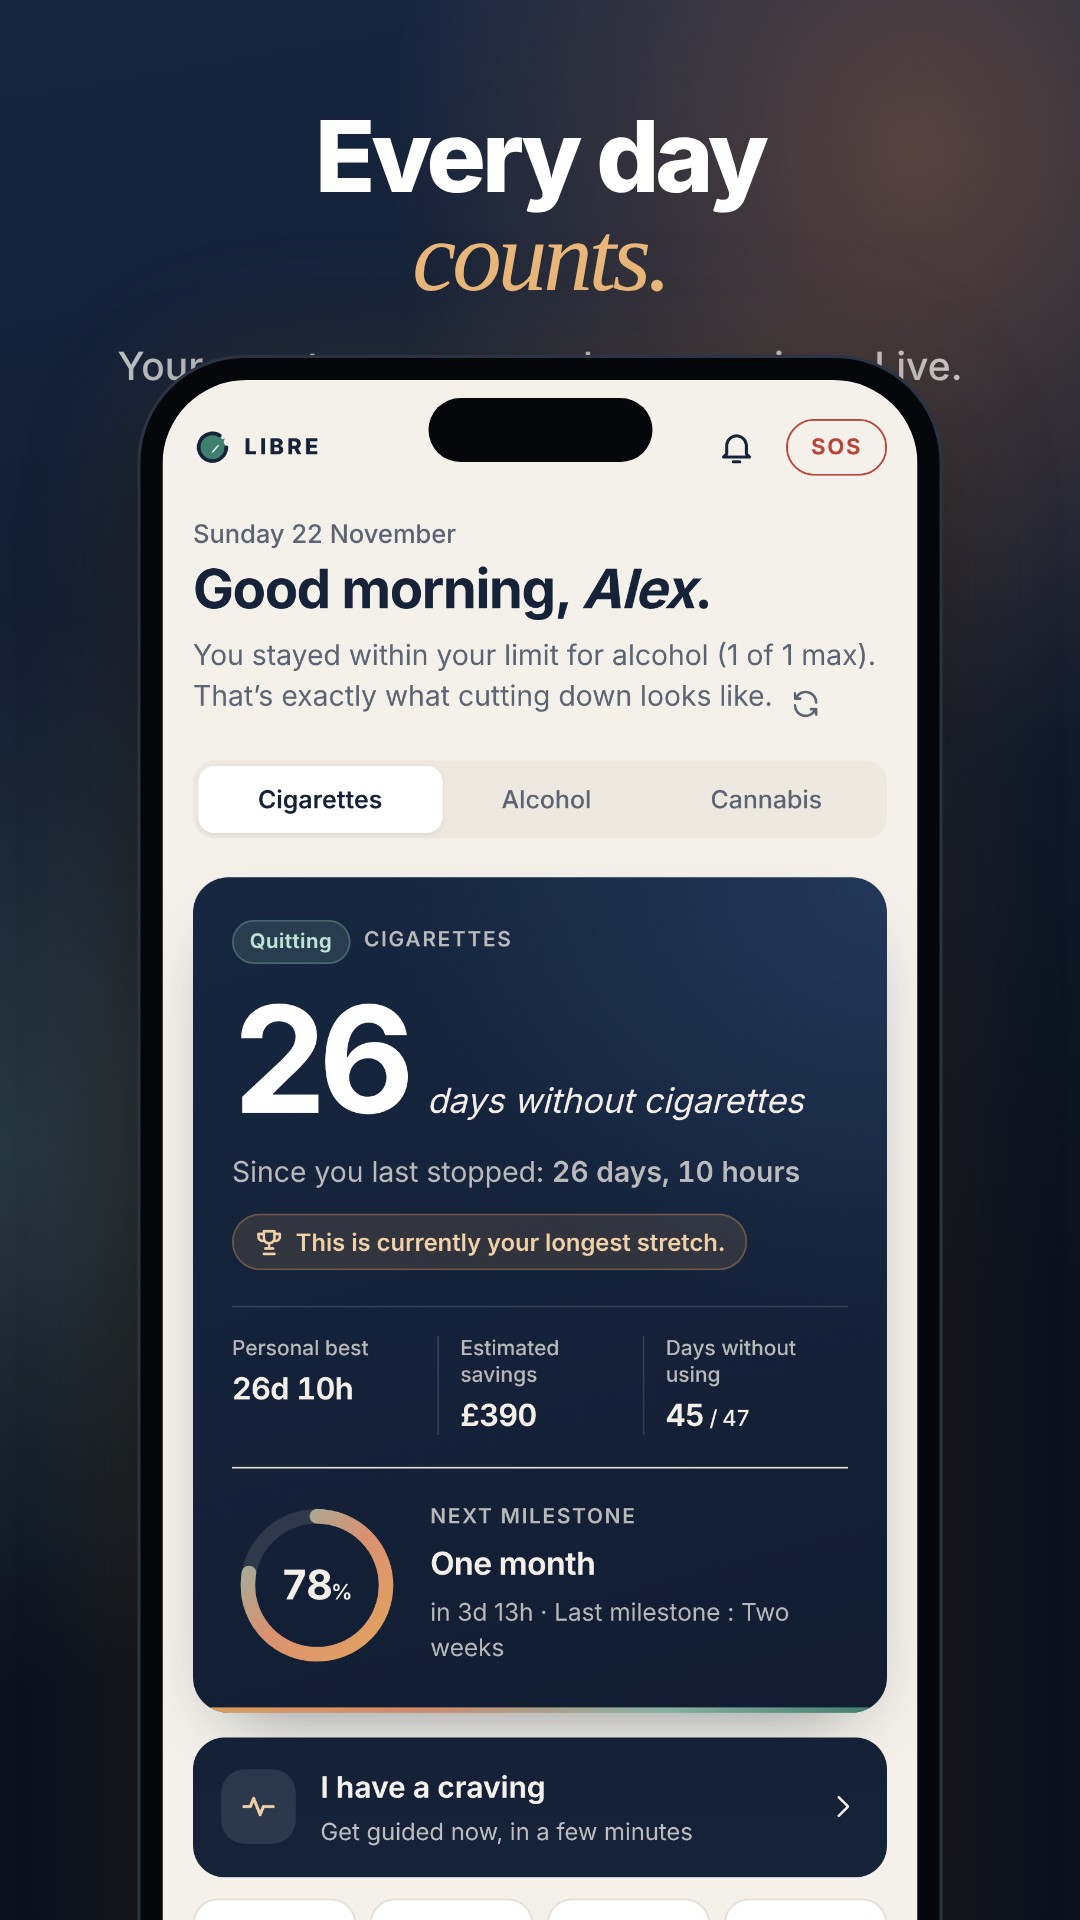 Every day
counts.
Your live.
LIBRE
SOS
Sunday 22 November
Good morning, Alex.
You stayed within your limit for alcohol (1 of 1 max).
That's exactly what cutting down looks like.
Cigarettes
Alcohol
Cannabis
Quitting
CIGARETTES
26 days without cigarettes
Since you last stopped: 26 days, 10 hours
This is currently your longest stretch.
Personal best
26d 10h
Estimated
savings
£390
Days without
using
45 / 47
78%
NEXT MILESTONE
One month
in 3d 13h · Last milestone : Two
weeks
I have a craving
Get guided now, in a few minutes